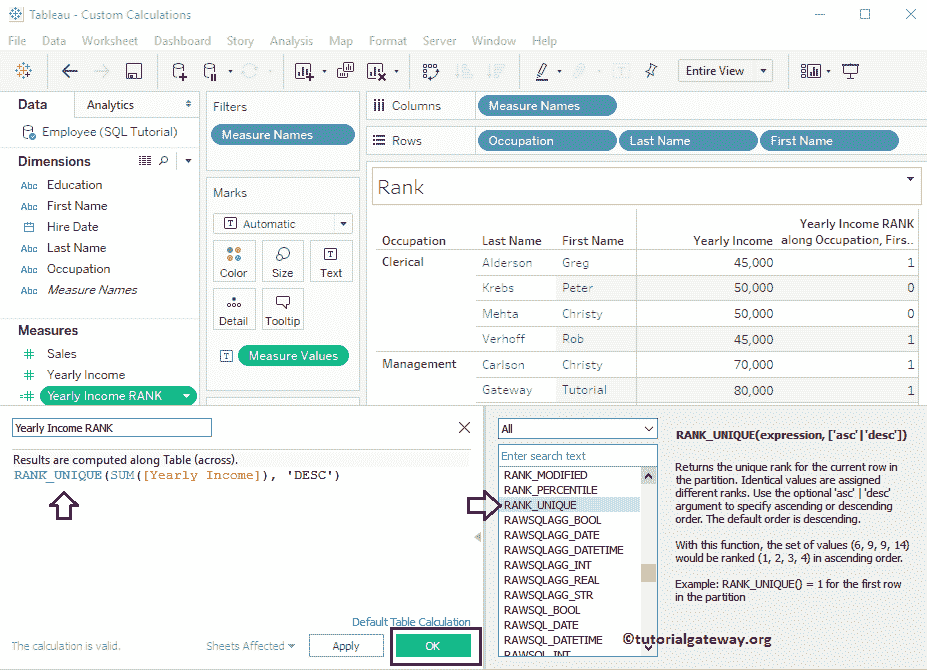 Tableau - Custom Calculations
File Data Worksheet Dashboard Story Analysis Map Format Server Window Help
Entire View
Data Analytics
Employee (SQL Tutorial)
Dimensions
Abc Education
Abc First Name
Hire Date
Abc Last Name
Abc Occupation
Abc Measure Names
Measures
# Sales
# Yearly Income
=# Yearly Income RANK
Filters
Measure Names
Marks
T Automatic
Color Size Text
Detail Tooltip
T Measure Values
Columns Measure Names
Rows Occupation Last Name First Name
Rank
Yearly Income RANK
Occupation Last Name First Name Yearly Income along Occupation, Firs..
Clerical Alderson Greg 45,000 1
Krebs Peter 50,000 0
Mehta Christy 50,000 0
Verhoff Rob 45,000 1
Management Carlson Christy 70,000 1
Gateway Tutorial 80,000 1
Yearly Income RANK
Results are computed along Table (across).
RANK_UNIQUE(SUM([Yearly Income]), 'DESC')
Default Table Calculation
The calculation is valid. Sheets Affected Apply OK
All
Enter search text
RANK_MODIFIED
RANK_PERCENTILE
RANK_UNIQUE
RAWSQLAGG_BOOL
RAWSQLAGG_DATE
RAWSQLAGG_DATETIME
RAWSQLAGG_INT
RAWSQLAGG_REAL
RAWSQLAGG_STR
RAWSQL_BOOL
RAWSQL_DATE
RAWSQL_DATETIME
RAWSQL_INT
RANK_UNIQUE(expression, ['asc'|'desc'])
Returns the unique rank for the current row in
the partition. Identical values are assigned
different ranks. Use the optional 'asc' | 'desc'
argument to specify ascending or descending
order. The default order is descending.
With this function, the set of values (6, 9, 9, 14)
would be ranked (1, 2, 3, 4) in ascending order.
Example: RANK_UNIQUE() = 1 for the first row
in the partition
©tutorialgateway.org